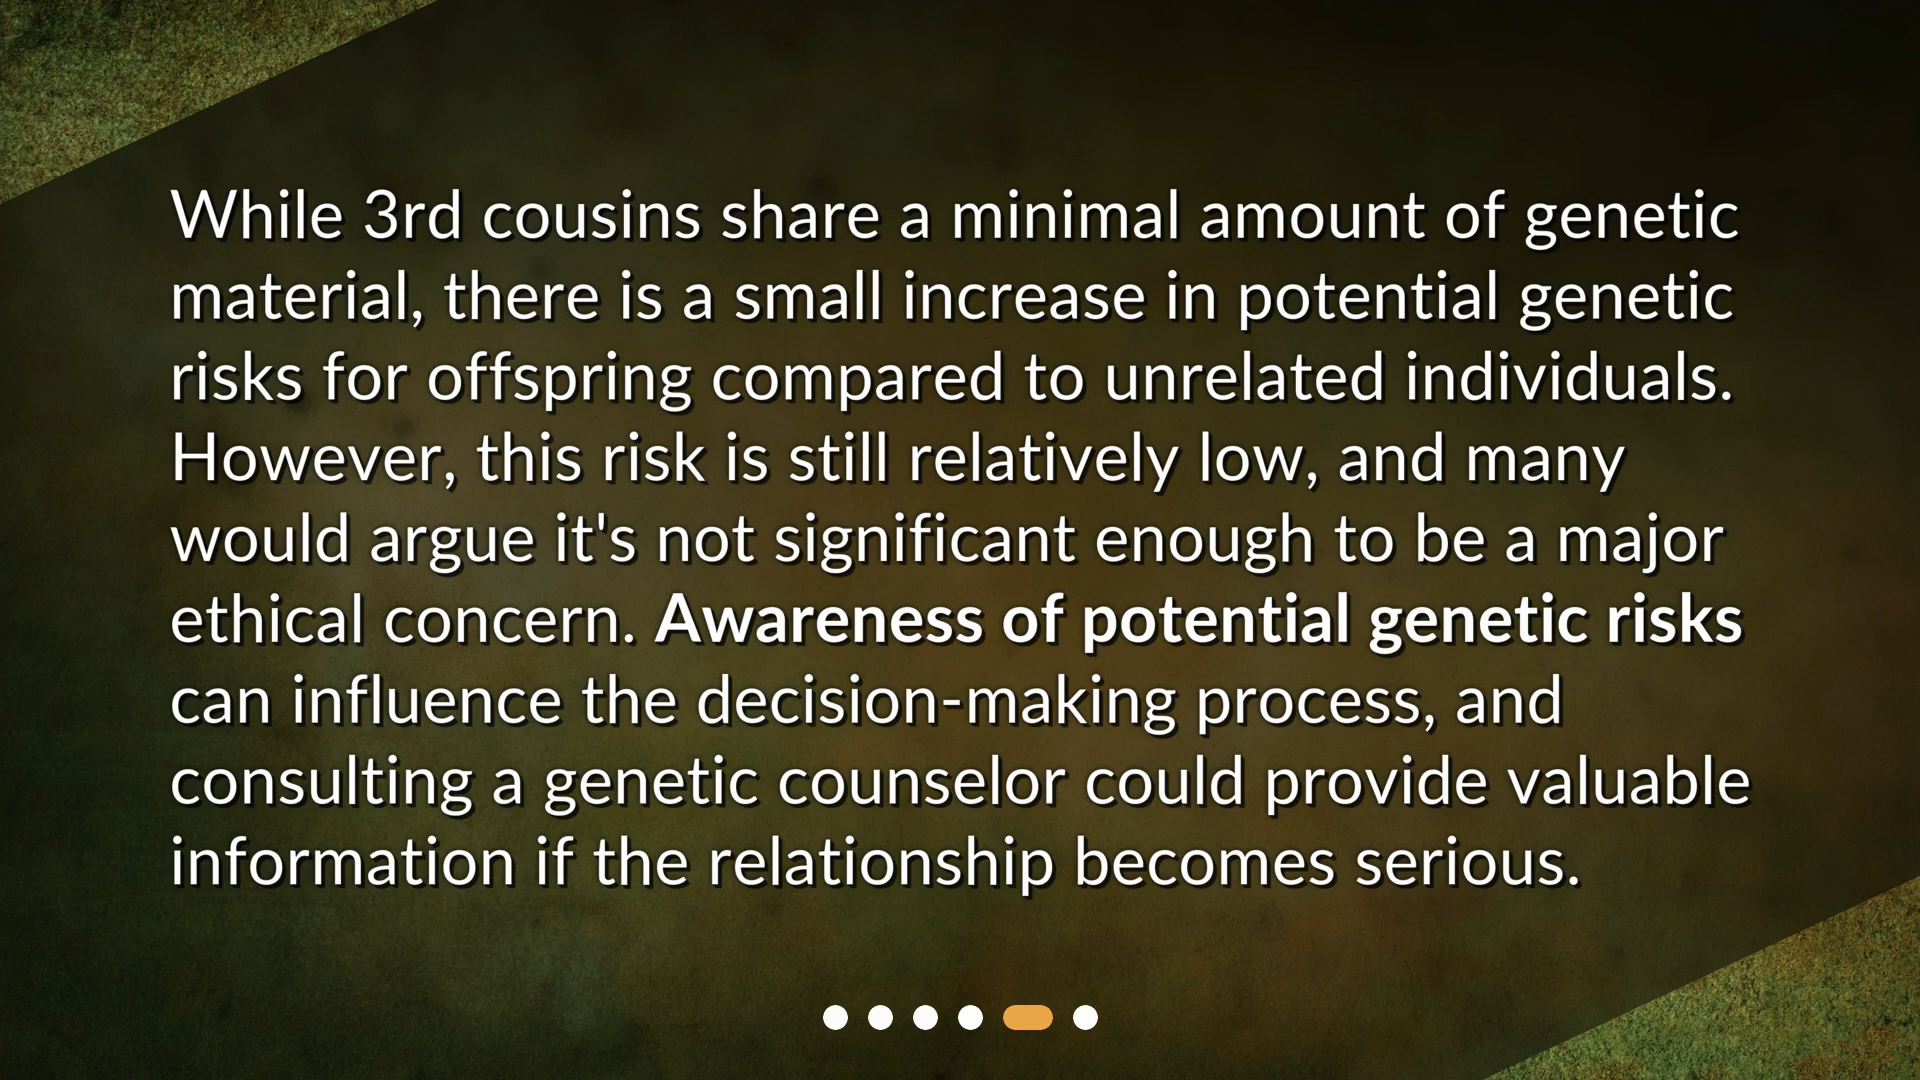 While 3rd cousins share a minimal amount of genetic
material, there is a small increase in potential genetic
risks for offspring compared to unrelated individuals.
However, this risk is still relatively low, and many
would argue it's not significant enough to be a major
ethical concern. Awareness of potential genetic risks
can influence the decision-making process, and
consulting a genetic counselor could provide valuable
information if the relationship becomes serious.